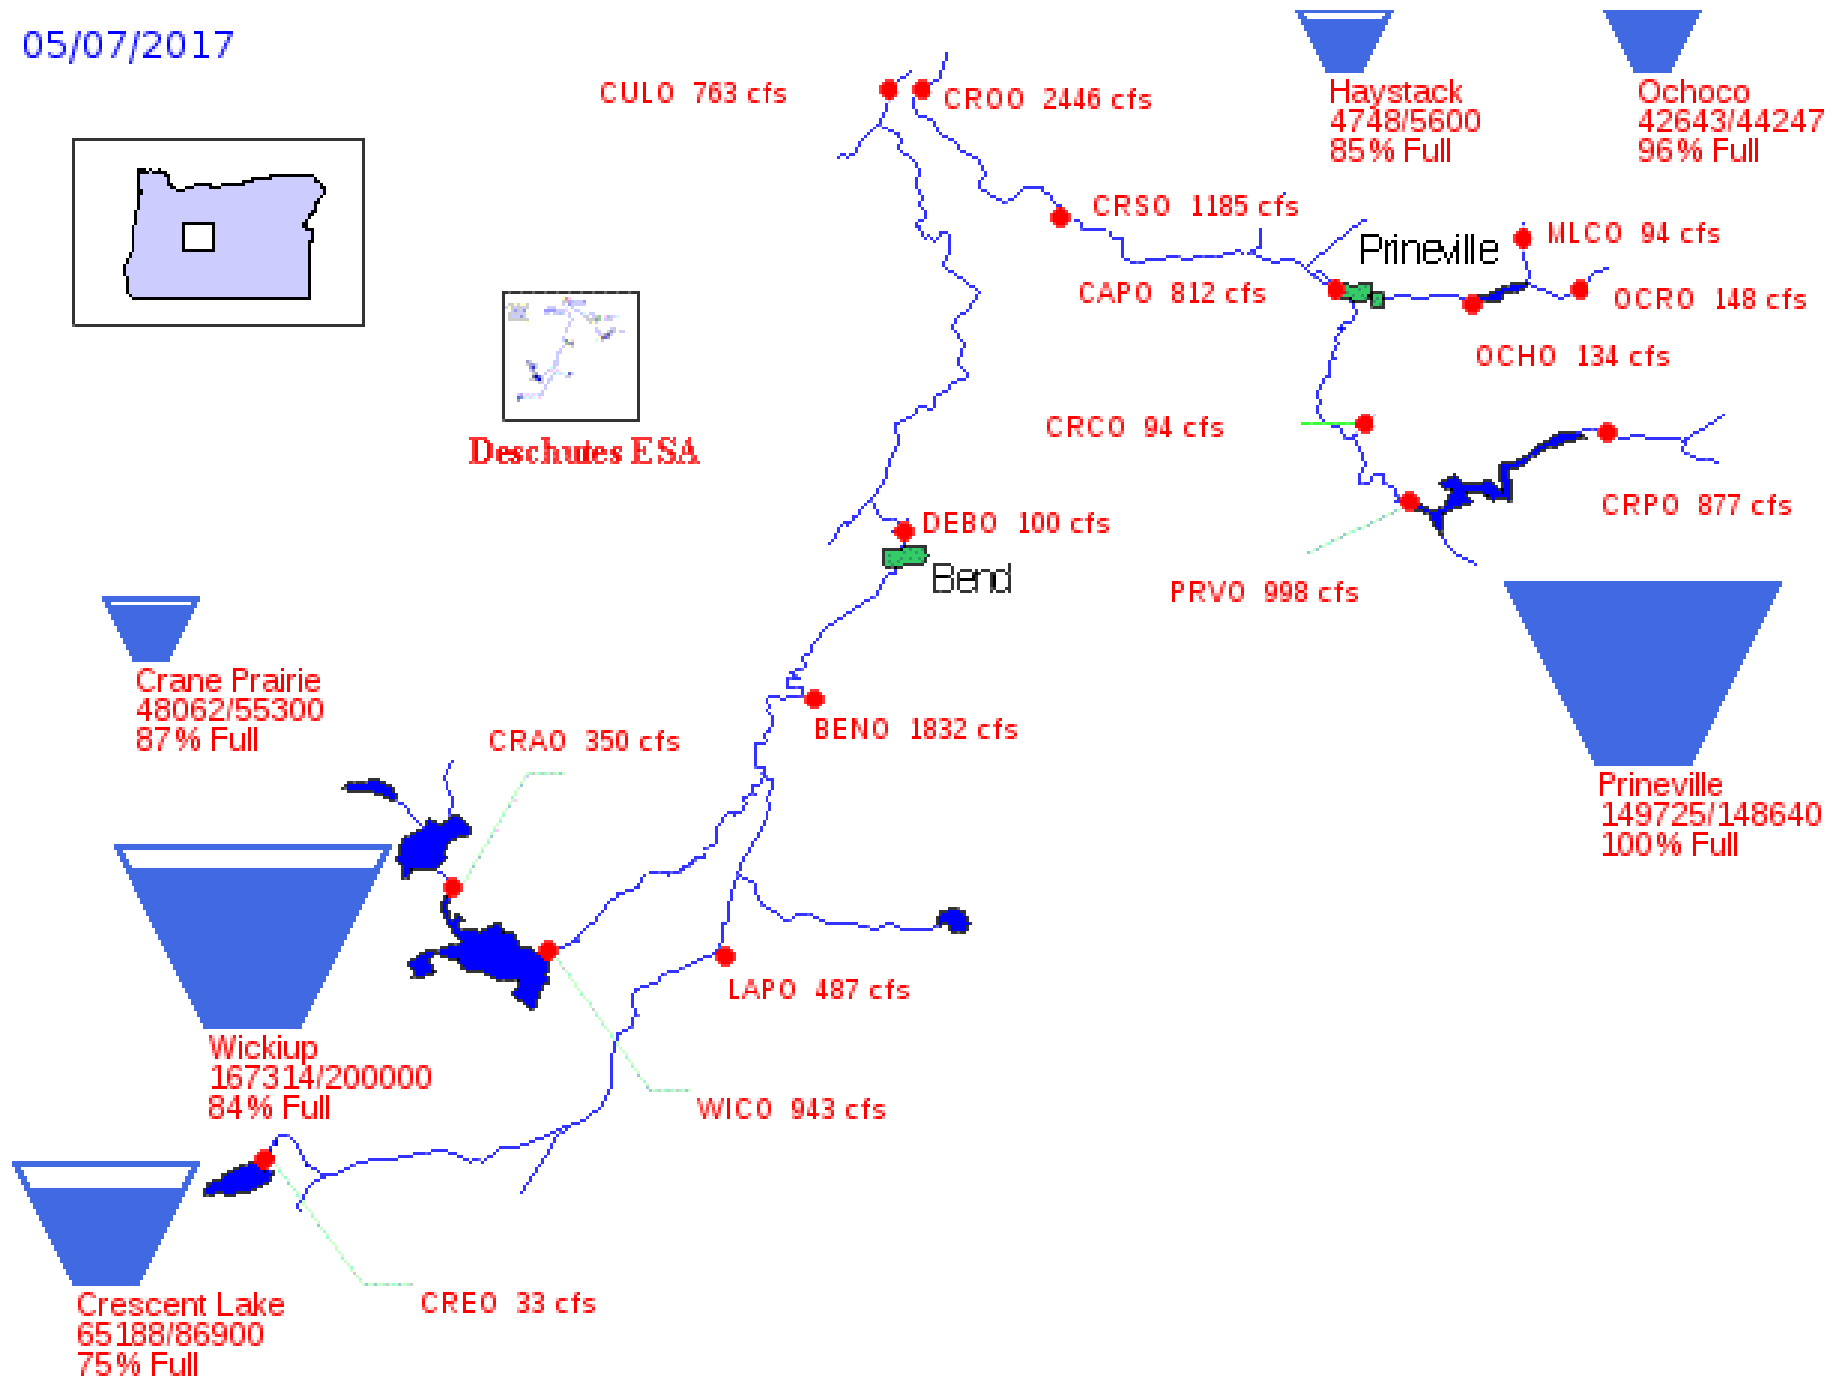 05/07/2017
CULO 763 cfs
CROO 2446 cfs
Haystack
4748/5600
85% Full
Ochoco
42643/44247
96% Full
CRSO 1185 cfs
Prineville
MLCO 94 cfs
CAPO 812 cfs
OCRO 148 cfs
OCHO 134 cfs
CRCO 94 cfs
Deschutes ESA
CRPO 877 cfs
DEBO 100 cfs
Bend
PRVO 998 cfs
Crane Prairie
48062/55300
87% Full
BENO 1832 cfs
CRAO 350 cfs
Prineville
149725/148640
100% Full
LAPO 487 cfs
Wickiup
167314/200000
84% Full
WICO 943 cfs
CREO 33 cfs
Crescent Lake
65188/86900
75% Full